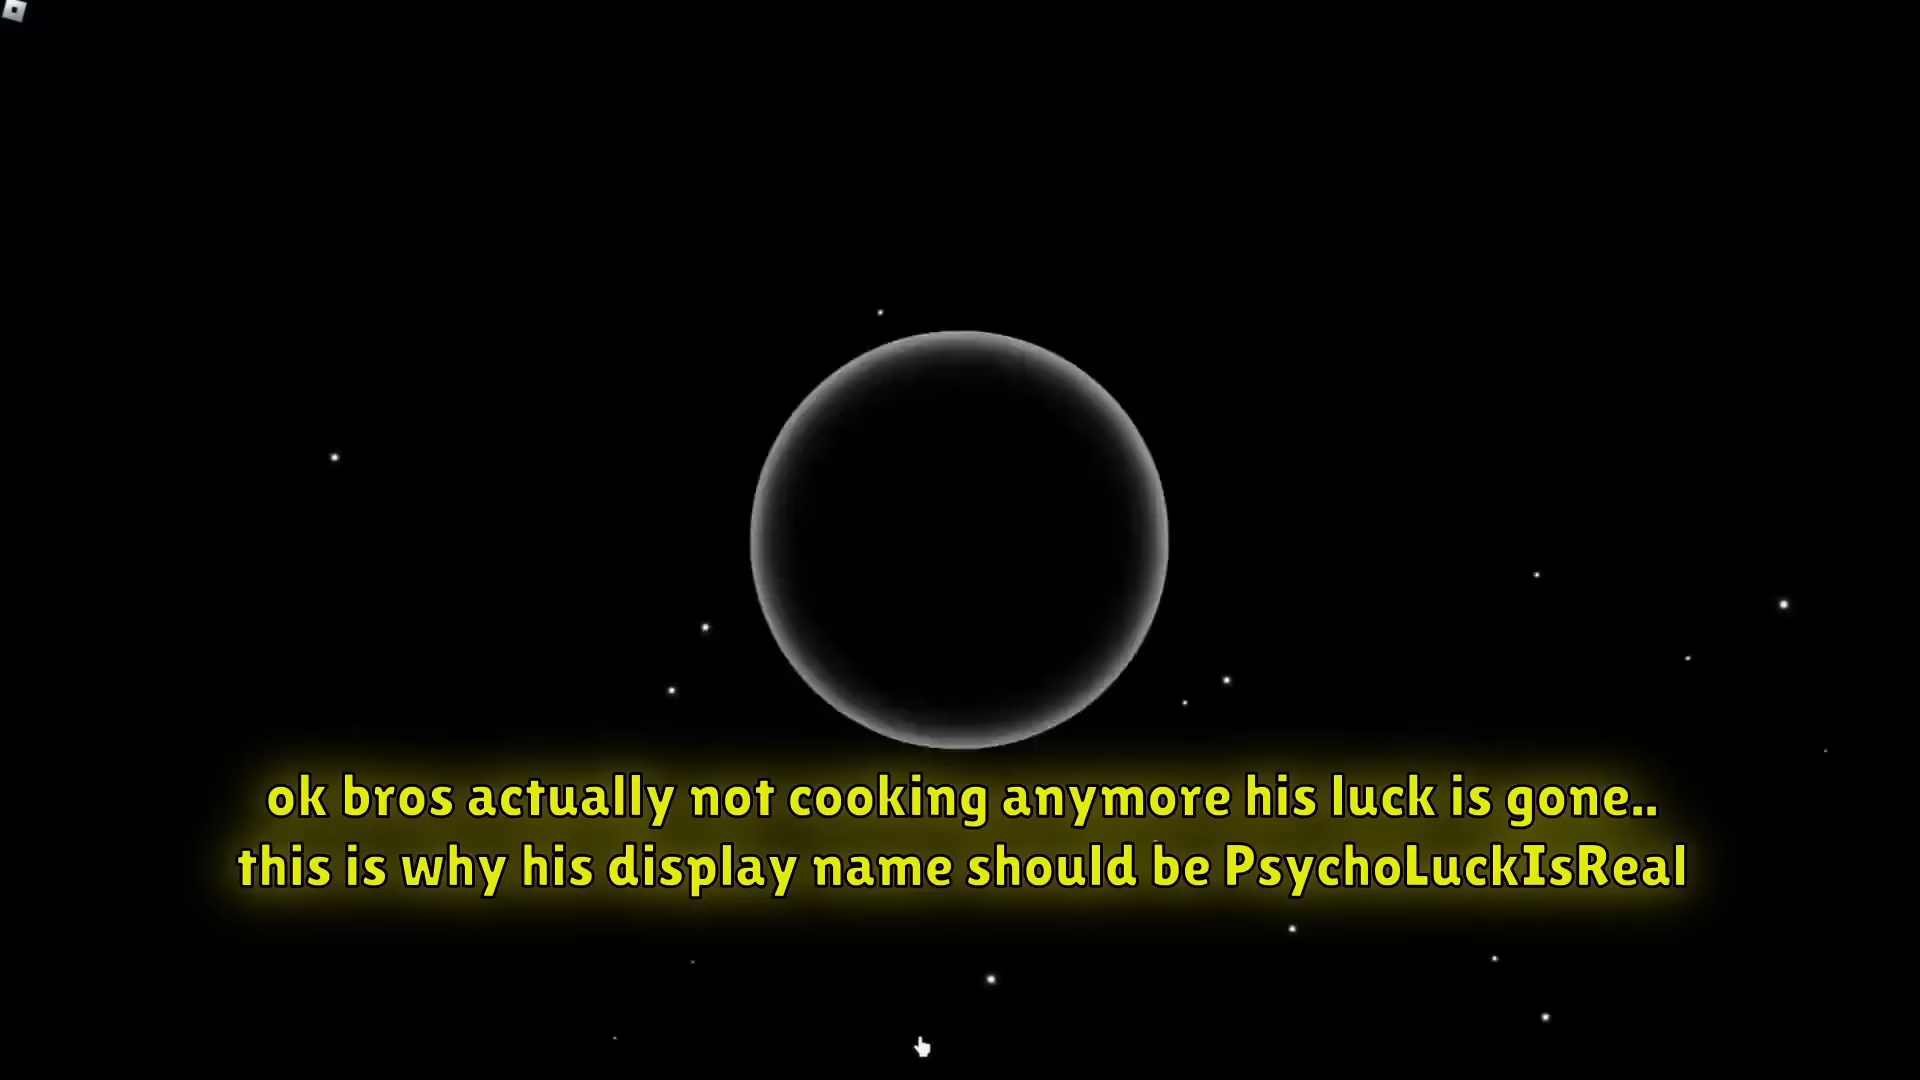 ok bros actually not cooking anymore his luck is gone..
this is why his display name should be PsychoLuckIsReal